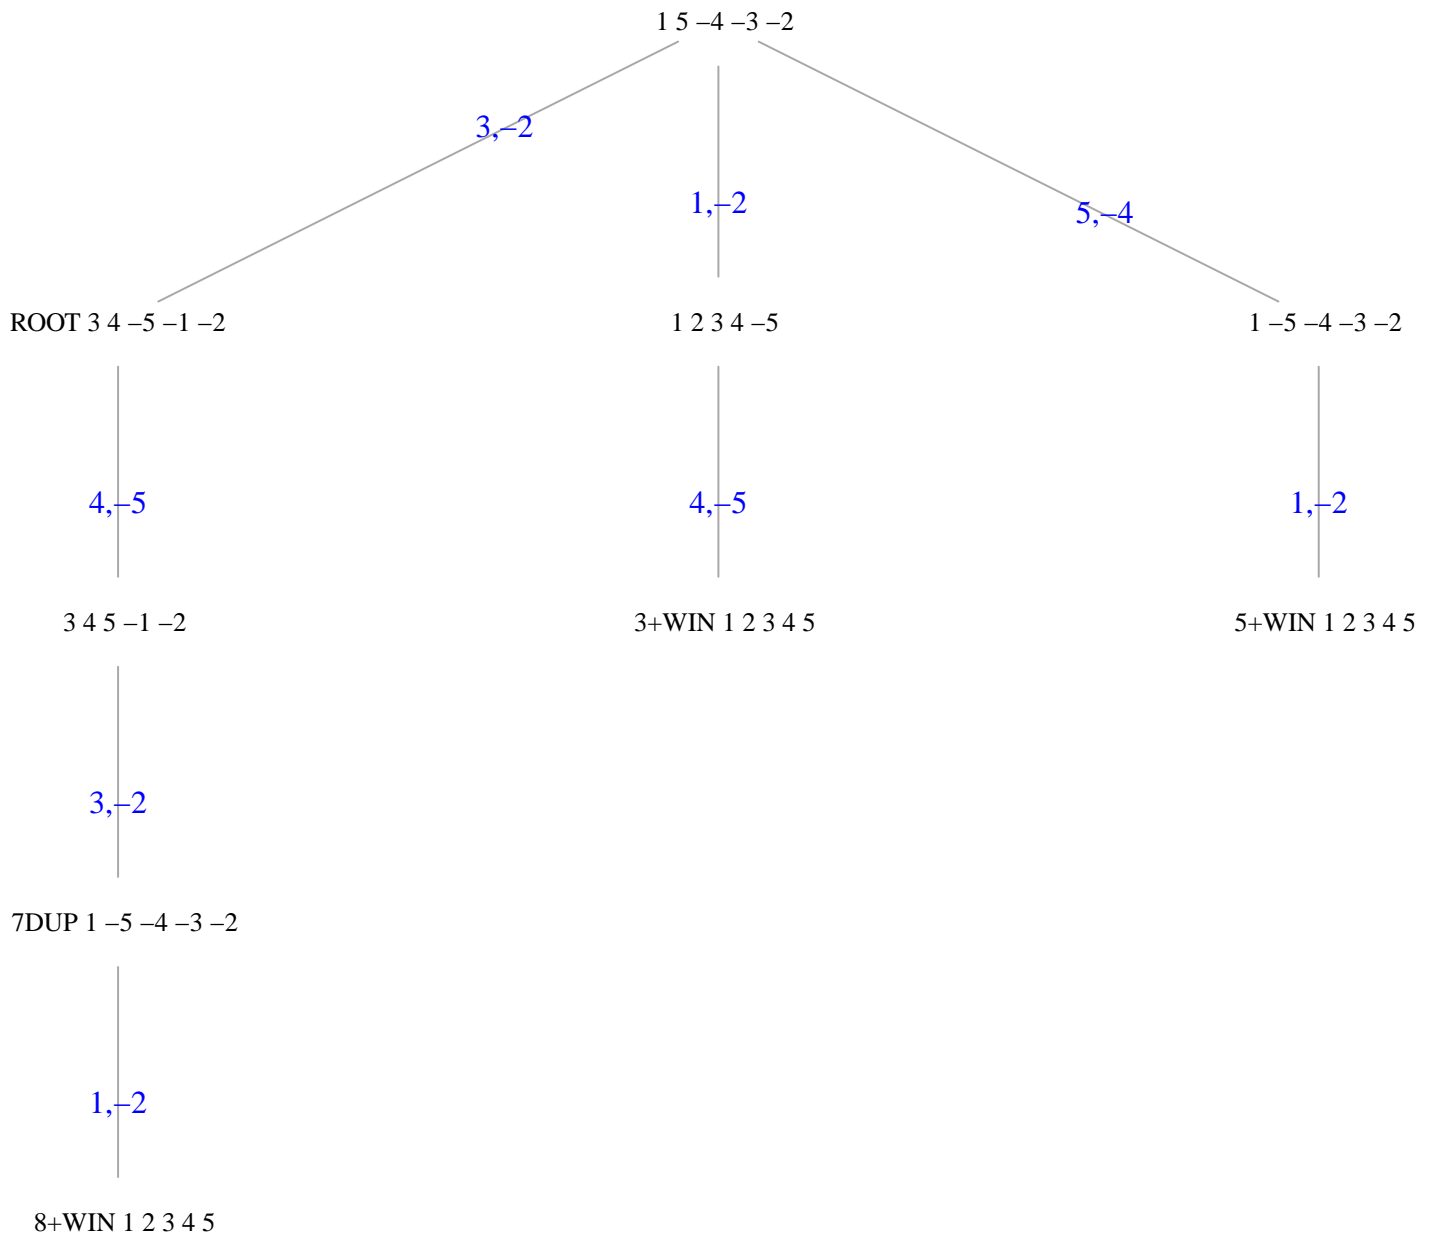 1 5 –4 –3 –2
3,–2
1,–2
5,–4
ROOT 3 4 –5 –1 –2
1 2 3 4 –5
1 –5 –4 –3 –2
4,–5
4,–5
1,–2
3 4 5 –1 –2
3+WIN 1 2 3 4 5
5+WIN 1 2 3 4 5
3,–2
7DUP 1 –5 –4 –3 –2
1,–2
8+WIN 1 2 3 4 5